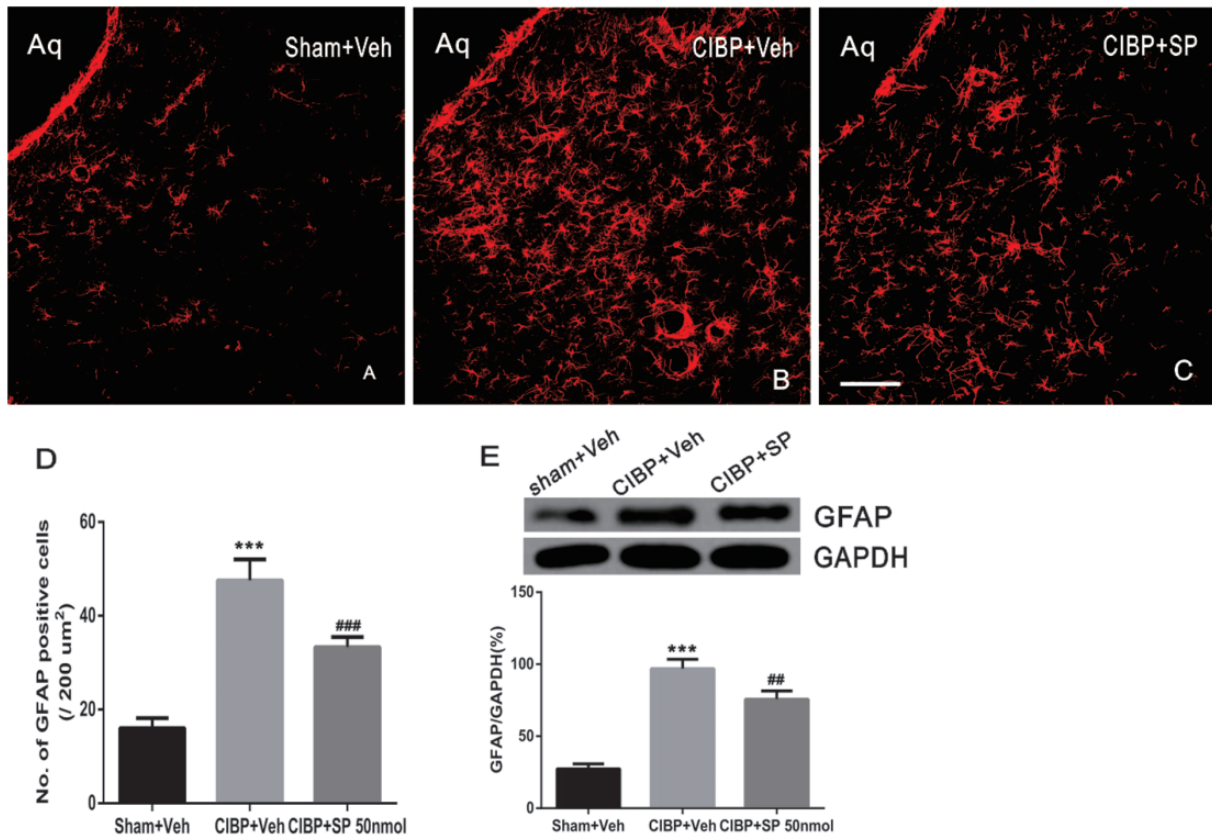 Aq
Sham+Veh
A
Aq
CIBP+Veh
B
Aq
CIBP+SP
C
D
No. of GFAP positive cells
(/ 200 um²)
60
40
20
0
***
###
Sham+Veh CIBP+Veh CIBP+SP 50nmol
E
sham+Veh CIBP+Veh CIBP+SP
GFAP
GAPDH
GFAP/GAPDH(%)
150
100
50
0
***
##
Sham+Veh CIBP+Veh CIBP+SP 50nmol